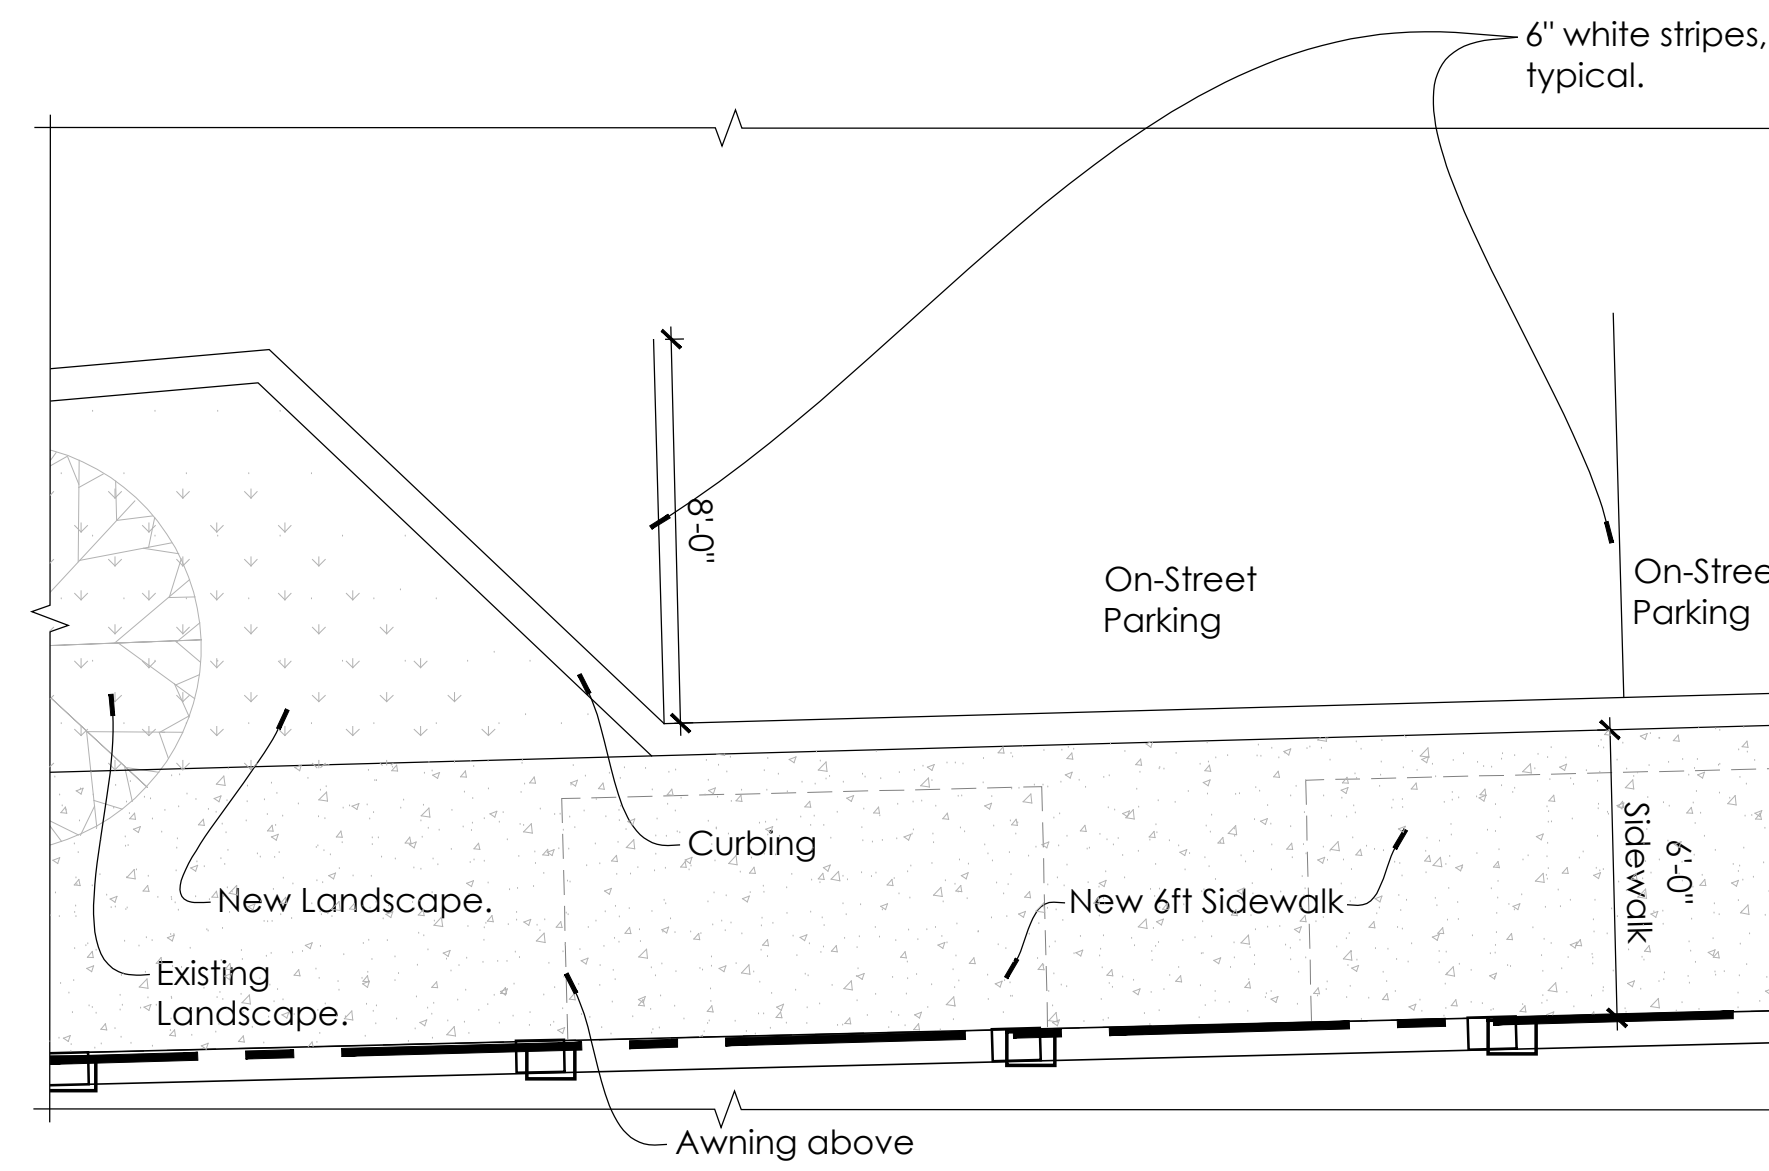 6" white stripes,
typical.
8'-0"
On-Street
Parking
On-Stree
Parking
Curbing
New Landscape.
New 6ft Sidewalk
6'-0"
Sidewalk
Existing
Landscape.
Awning above